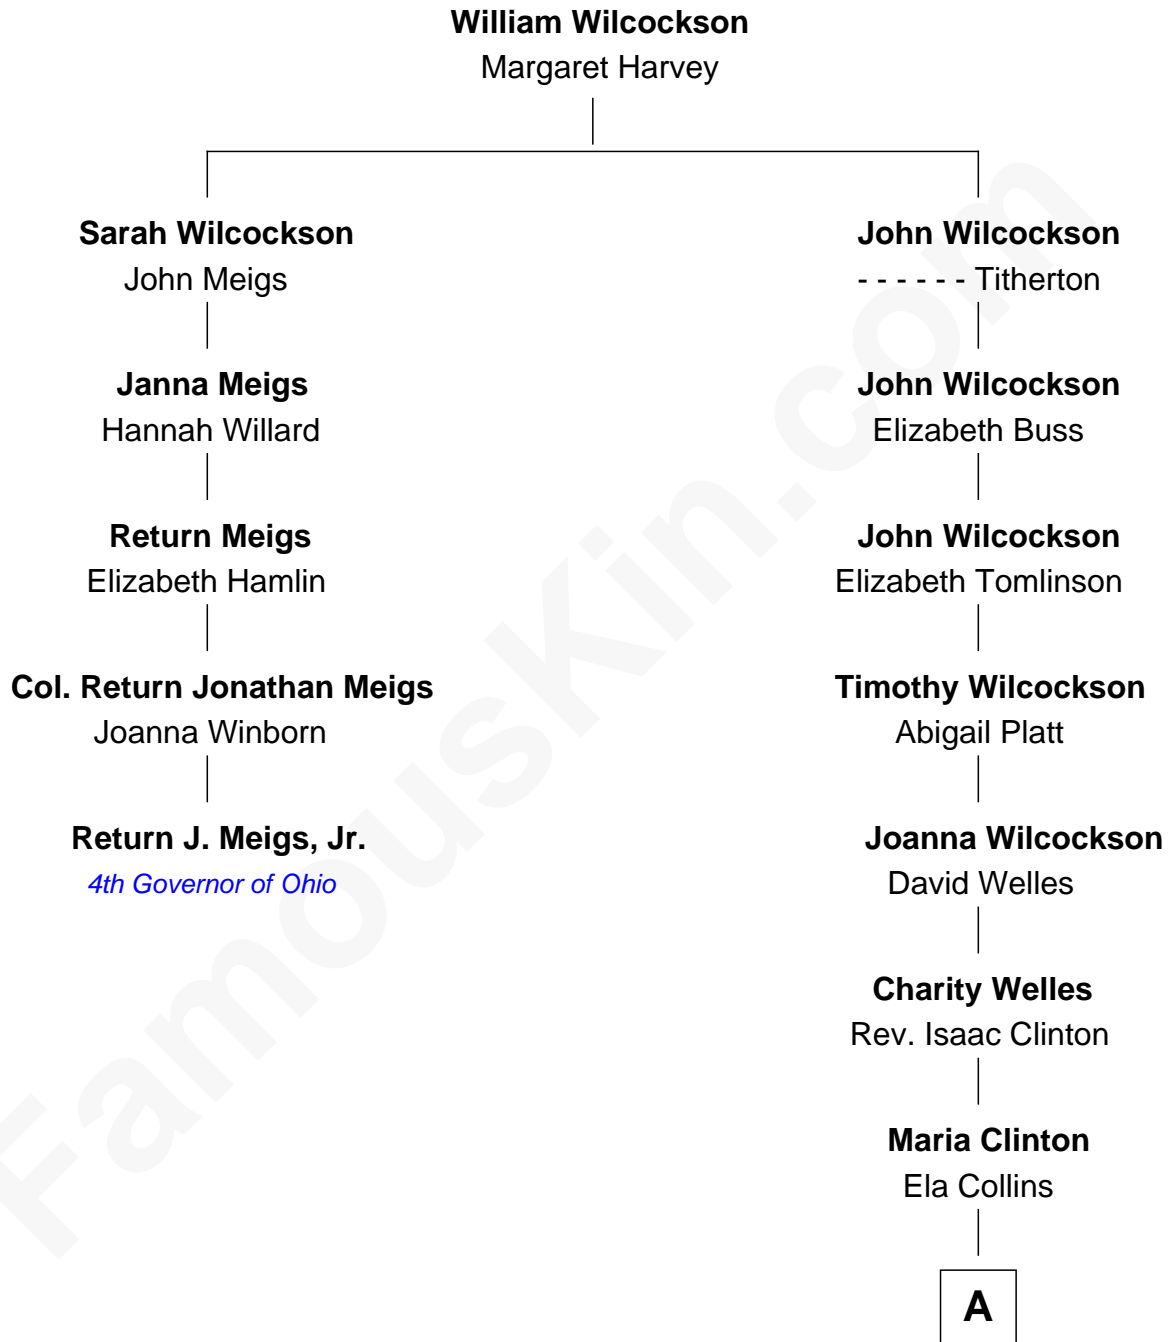 William Wilcockson
Margaret Harvey
Sarah Wilcockson
John Meigs
Janna Meigs
Hannah Willard
Return Meigs
Elizabeth Hamlin
Col. Return Jonathan Meigs
Joanna Winborn
Return J. Meigs, Jr.
4th Governor of Ohio
John Wilcockson
- - - - - - Titherton
John Wilcockson
Elizabeth Buss
John Wilcockson
Elizabeth Tomlinson
Timothy Wilcockson
Abigail Platt
Joanna Wilcockson
David Welles
Charity Welles
Rev. Isaac Clinton
Maria Clinton
Ela Collins
A
FamousKin.com